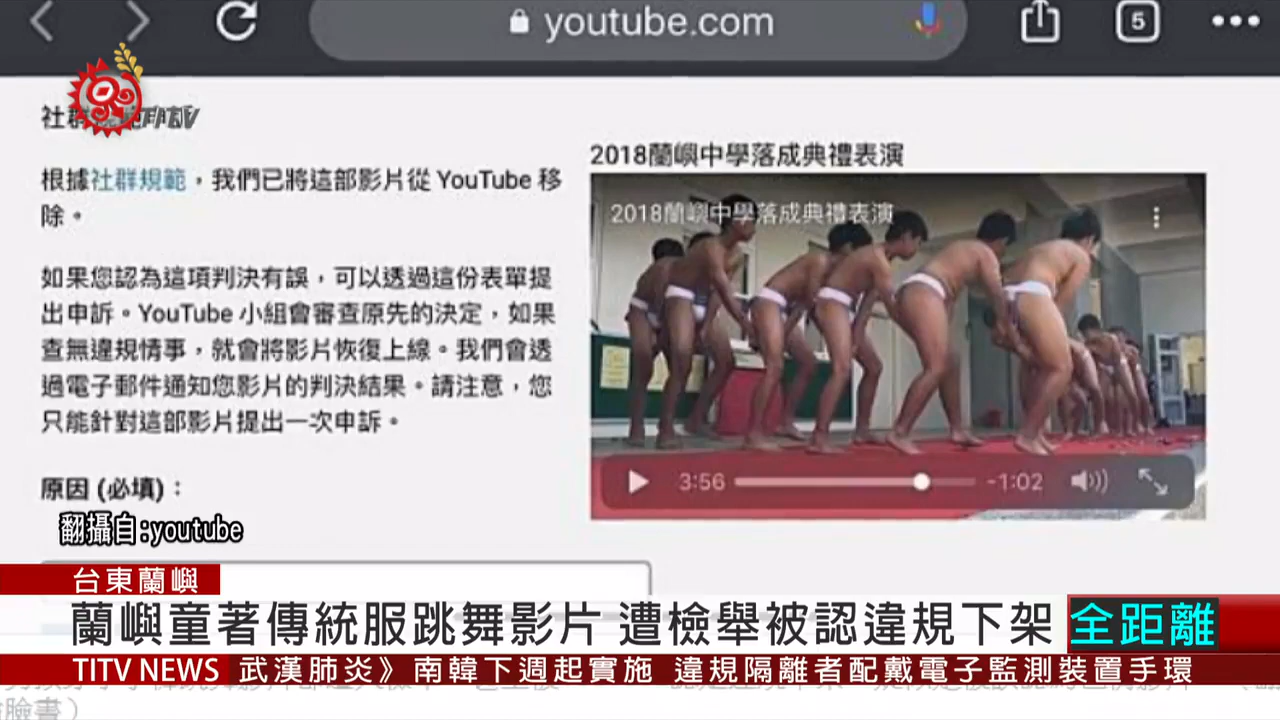 youtube.com
5
TITV
社群
根據社群規範，我們已將這部影片從 YouTube 移
除。
如果您認為這項判決有誤，可以透過這份表單提
出申訴。YouTube 小組會審查原先的決定，如果
查無違規情事，就會將影片恢復上線。我們會透
過電子郵件通知您影片的判決結果。請注意，您
只能針對這部影片提出一次申訴。
原因 (必填)：
2018蘭嶼中學落成典禮表演
2018蘭嶼中學落成典禮表演
3:56
-1:02
翻攝自:youtube
台東蘭嶼
蘭嶼童著傳統服跳舞影片 遭檢舉被認違規下架
全距離
TITV NEWS 武漢肺炎》南韓下週起實施 違規隔離者配戴電子監測裝置手環
臉書）